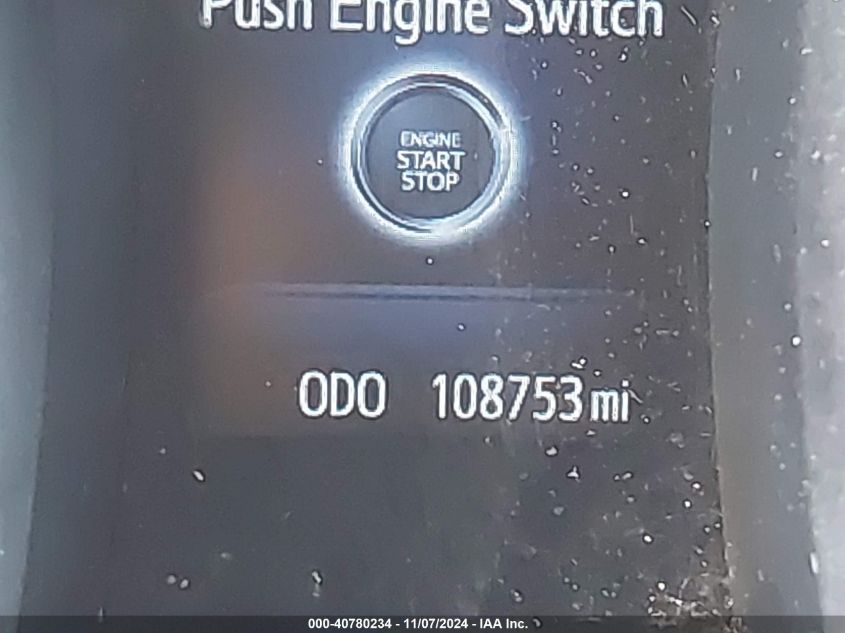 Push Engine Switch
ENGINE
START
STOP
ODO 108753 mi
000-40780234 - 11/07/2024 - IAA Inc.